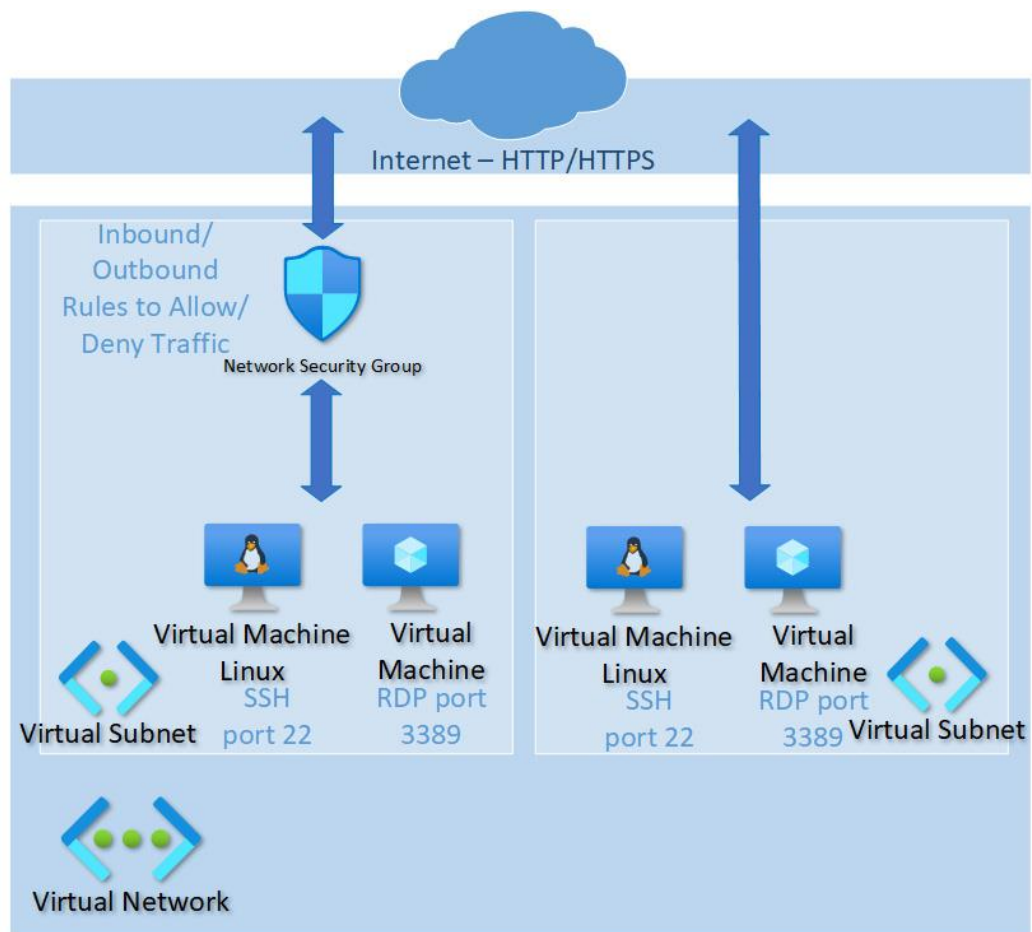 Internet – HTTP/HTTPS
Inbound/
Outbound
Rules to Allow/
Deny Traffic
Network Security Group
Virtual Machine
Linux
SSH
port 22
Virtual
Machine
RDP port
3389
Virtual Subnet
Virtual Machine
Linux
SSH
port 22
Virtual
Machine
RDP port
3389
Virtual Subnet
Virtual Network